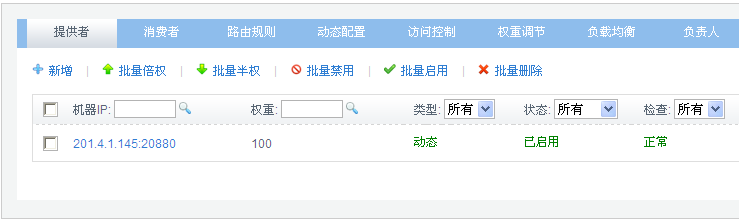 提供者 消费者 路由规则 动态配置 访问控制 权重调节 负载均衡 负责人
新增 | 批量倍权 | 批量半权 | 批量禁用 | 批量启用 | 批量删除
机器IP: 权重: 类型: 所有 状态: 所有 检查: 所有
201.4.1.145:20880 100 动态 已启用 正常